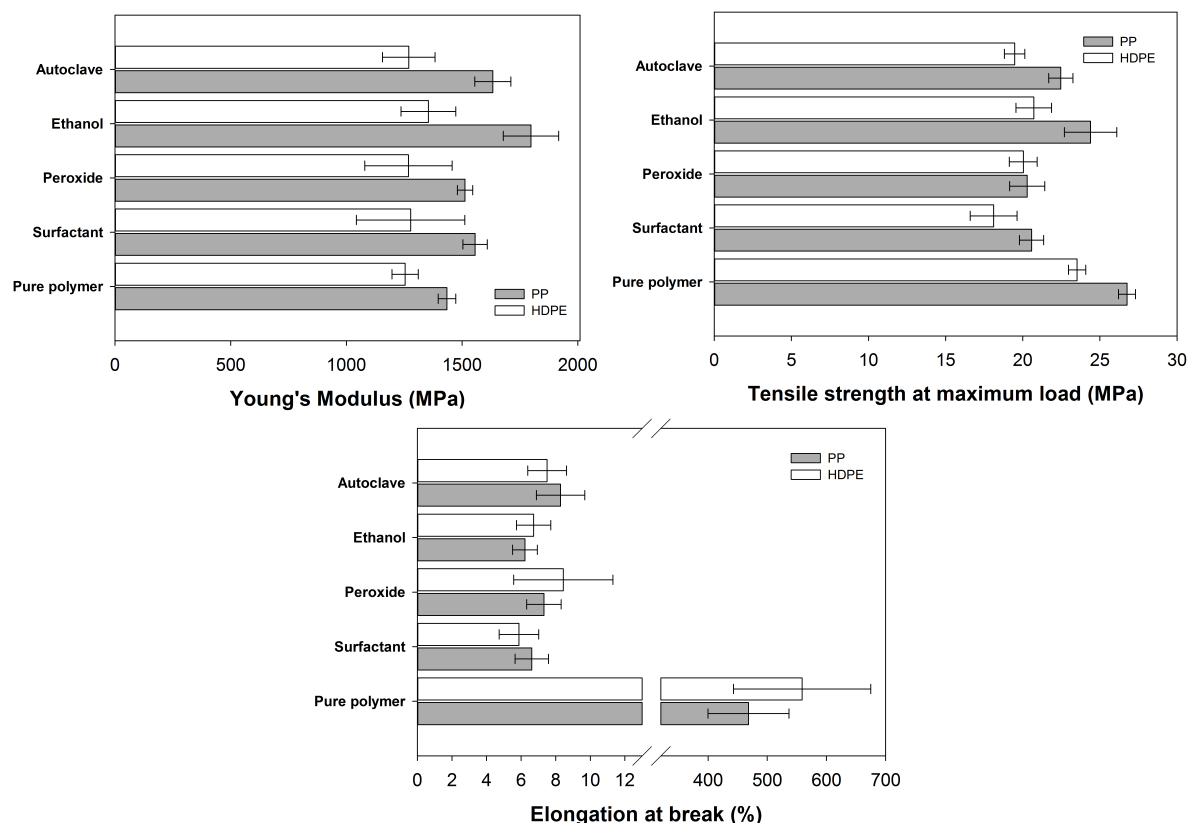 Autoclave
Ethanol
Peroxide
Surfactant
Pure polymer
PP
HDPE
0 500 1000 1500 2000
Young's Modulus (MPa)
PP
HDPE
Autoclave
Ethanol
Peroxide
Surfactant
Pure polymer
0 5 10 15 20 25 30
Tensile strength at maximum load (MPa)
PP
HDPE
Autoclave
Ethanol
Peroxide
Surfactant
Pure polymer
0 2 4 6 8 10 12 400 500 600 700
Elongation at break (%)